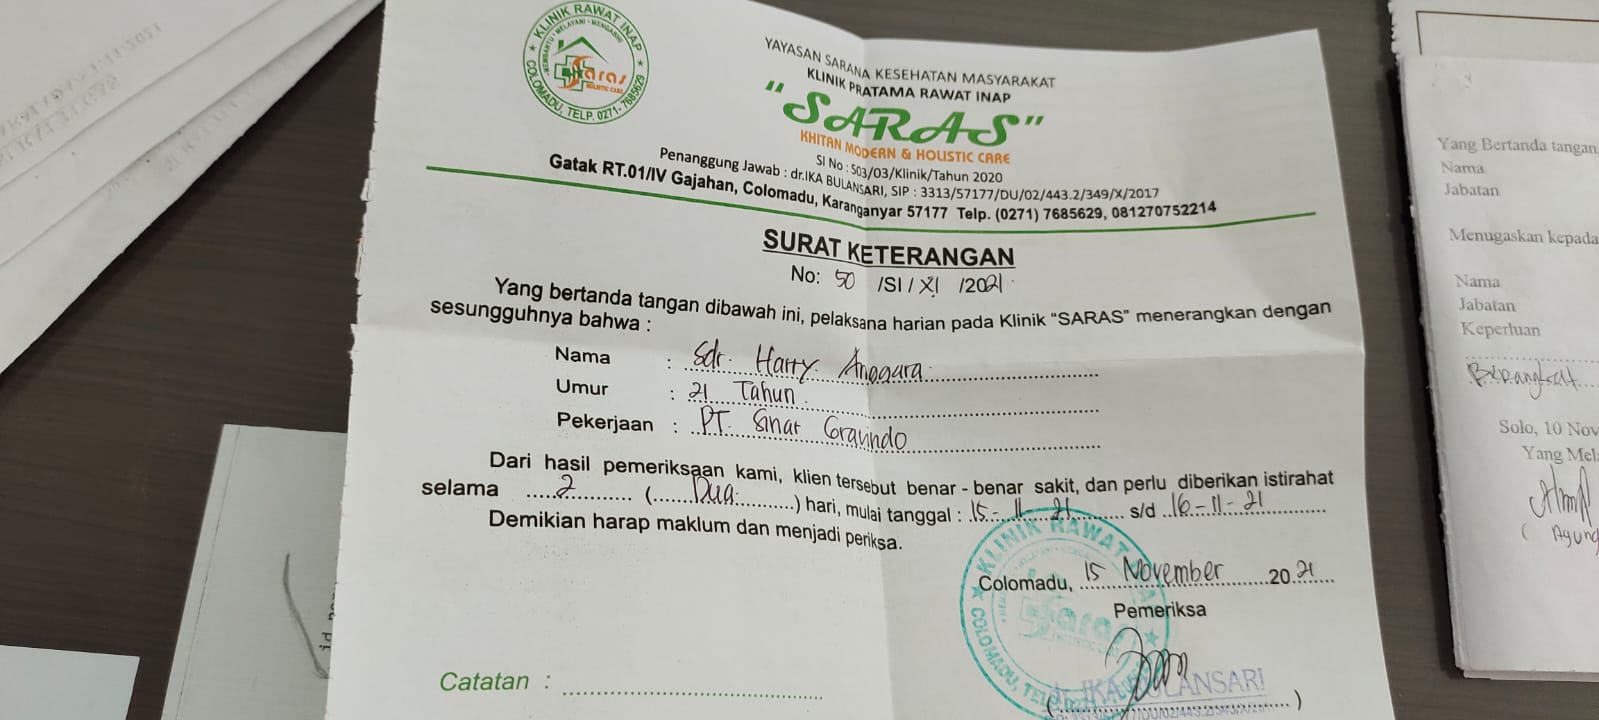 KLINIK RAWAT INAP
MEMBANTU - MELAYANI - MENGABDI
Saras
HOLISTIC CARE
COLOMADU, TELP. 0271-7685629
YAYASAN SARANA KESEHATAN MASYARAKAT
KLINIK PRATAMA RAWAT INAP
"SARAS"
KHITAN MODERN & HOLISTIC CARE
SI No : 503/03/Klinik/Tahun 2020
Penanggung Jawab : dr.IKA BULANSARI, SIP : 3313/57177/DU/02/443.2/349/X/2017
Gatak RT.01/IV Gajahan, Colomadu, Karanganyar 57177 Telp. (0271) 7685629, 081270752214
SURAT KETERANGAN
No: 50 /SI/ XI /2021
Yang bertanda tangan dibawah ini, pelaksana harian pada Klinik "SARAS" menerangkan dengan
sesungguhnya bahwa :
Nama : Sdr. Harry Anggara
Umur : 21 Tahun
Pekerjaan : PT. Sinar Gravindo
Dari hasil pemeriksaan kami, klien tersebut benar - benar sakit, dan perlu diberikan istirahat
selama 2 (Dua) hari, mulai tanggal : 15-11-21 s/d 16-11-21
Demikian harap maklum dan menjadi periksa.
Colomadu, 15 November 2021
Pemeriksa
KLINIK RAWAT
Saras
COLOMADU, TEL
dr. IKA BULANSARI
Catatan :
Yang Bertanda tangan
Nama
Jabatan
Menugaskan kepada
Nama
Jabatan
Keperluan
Berangkat
Solo, 10 Nov
Yang Mel
( Agung